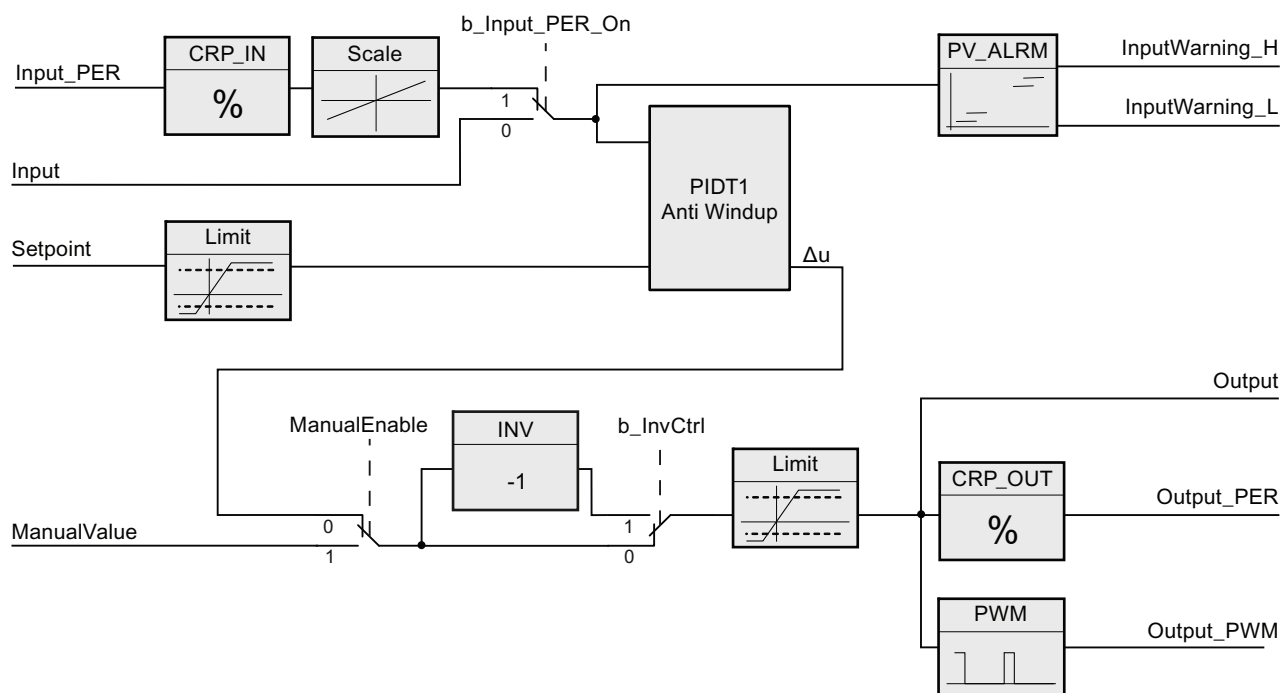 b_Input_PER_On
CRP_IN
Scale
PV_ALRM
InputWarning_H
Input_PER
%
1
0
InputWarning_L
Input
PIDT1
Anti Windup
Setpoint
Limit
Δu
Output
ManualEnable
INV
b_InvCtrl
-1
Limit
CRP_OUT
Output_PER
%
ManualValue
0
1
1
0
PWM
Output_PWM